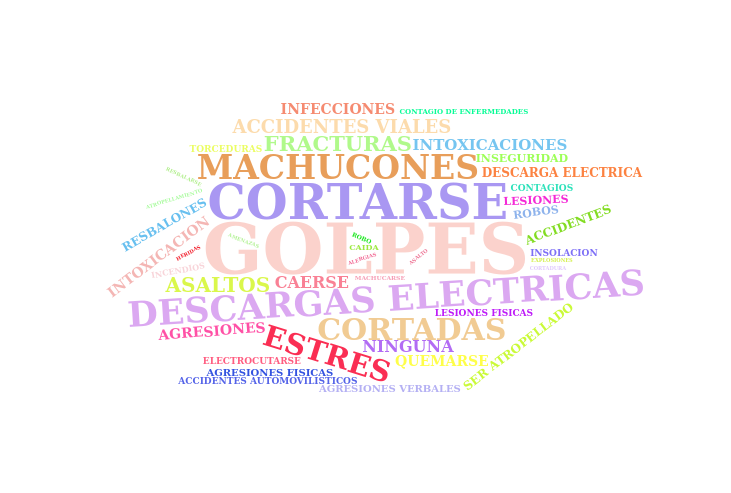 INFECCIONES
CONTAGIO DE ENFERMEDADES
ACCIDENTES VIALES
FRACTURAS
TORCEDURAS
INTOXICACIONES
MACHUCONES
INSEGURIDAD
DESCARGA ELECTRICA
CONTAGIOS
CORTARSE
LESIONES
ROBOS
RESBALONES
ACCIDENTES
INTOXICACION
GOLPES
AMENAZAS
ROBO
CAIDA
HERIDAS
ALERGIAS
ASALTO
INSOLACION
EXPLOSIONES
CORTADURA
INCENDIOS
ASALTOS
CAERSE
MACHUCARSE
DESCARGAS ELECTRICAS
LESIONES FISICAS
AGRESIONES
CORTADAS
ESTRES
NINGUNA
SER ATROPELLADO
ELECTROCUTARSE
QUEMARSE
AGRESIONES FISICAS
ACCIDENTES AUTOMOVILISTICOS
AGRESIONES VERBALES